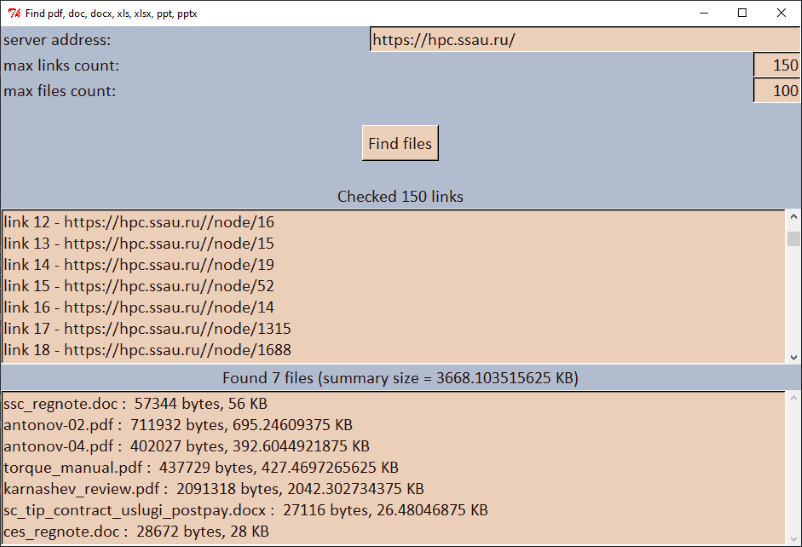 Find pdf, doc, docx, xls, xlsx, ppt, pptx
server address: https://hpc.ssau.ru/
max links count: 150
max files count: 100
Find files
Checked 150 links
link 12 - https://hpc.ssau.ru//node/16
link 13 - https://hpc.ssau.ru//node/15
link 14 - https://hpc.ssau.ru//node/19
link 15 - https://hpc.ssau.ru//node/52
link 16 - https://hpc.ssau.ru//node/14
link 17 - https://hpc.ssau.ru//node/1315
link 18 - https://hpc.ssau.ru//node/1688
Found 7 files (summary size = 3668.103515625 KB)
ssc_regnote.doc : 57344 bytes, 56 KB
antonov-02.pdf : 711932 bytes, 695.24609375 KB
antonov-04.pdf : 402027 bytes, 392.6044921875 KB
torque_manual.pdf : 437729 bytes, 427.4697265625 KB
karnashev_review.pdf : 2091318 bytes, 2042.302734375 KB
sc_tip_contract_uslugi_postpay.docx : 27116 bytes, 26.48046875 KB
ces_regnote.doc : 28672 bytes, 28 KB